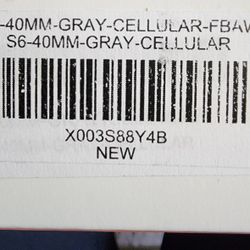 -40MM-GRAY-CELLULAR-FBAW
S6-40MM-GRAY-CELLULAR
X003S88Y4B
NEW